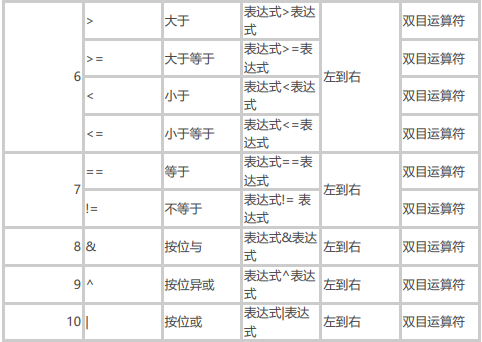 6
>
大于
表达式>表达
式
左到右
双目运算符
>=
大于等于
表达式>=表
达式
双目运算符
<
小于
表达式<表达
式
双目运算符
<=
小于等于
表达式<=表
达式
双目运算符
7
==
等于
表达式==表
达式
左到右
双目运算符
!=
不等于
表达式!= 表
达式
双目运算符
8
&
按位与
表达式&表达
式
左到右
双目运算符
9
^
按位异或
表达式^表达
式
左到右
双目运算符
10
|
按位或
表达式|表达
式
左到右
双目运算符